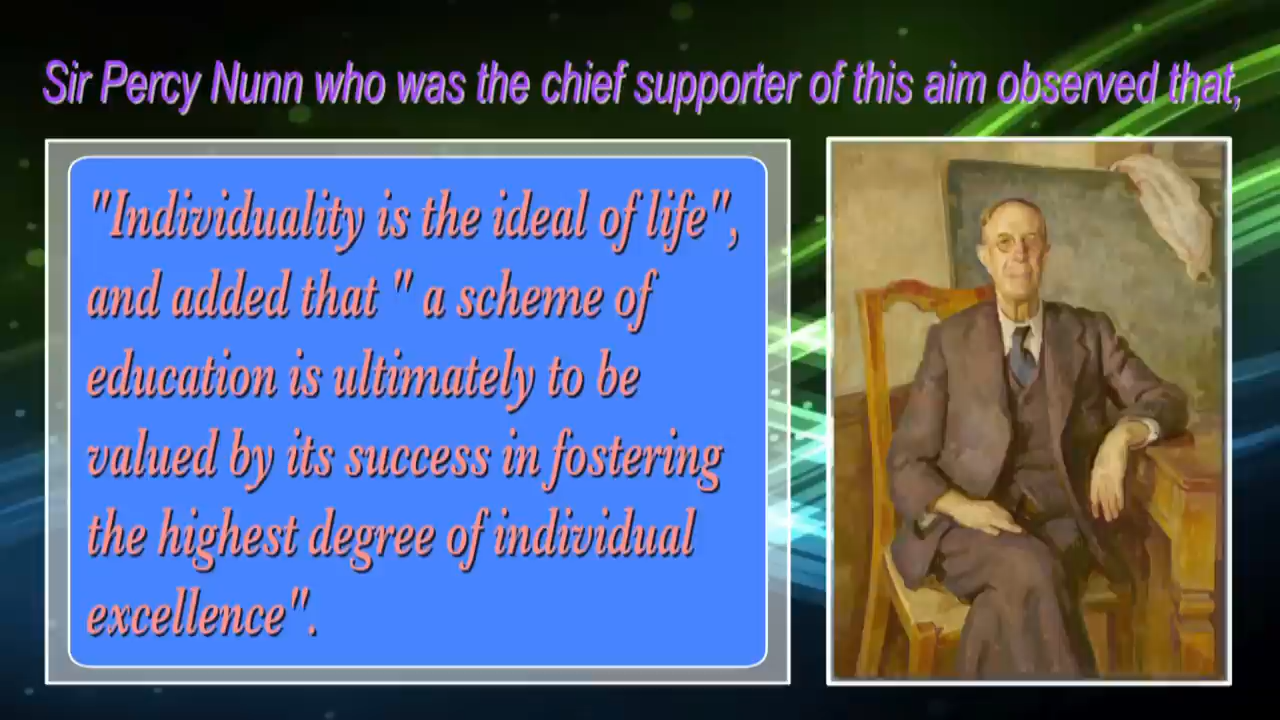 Sir Percy Nunn who was the chief supporter of this aim observed that,
"Individuality is the ideal of life",
and added that " a scheme of
education is ultimately to be
valued by its success in fostering
the highest degree of individual
excellence".